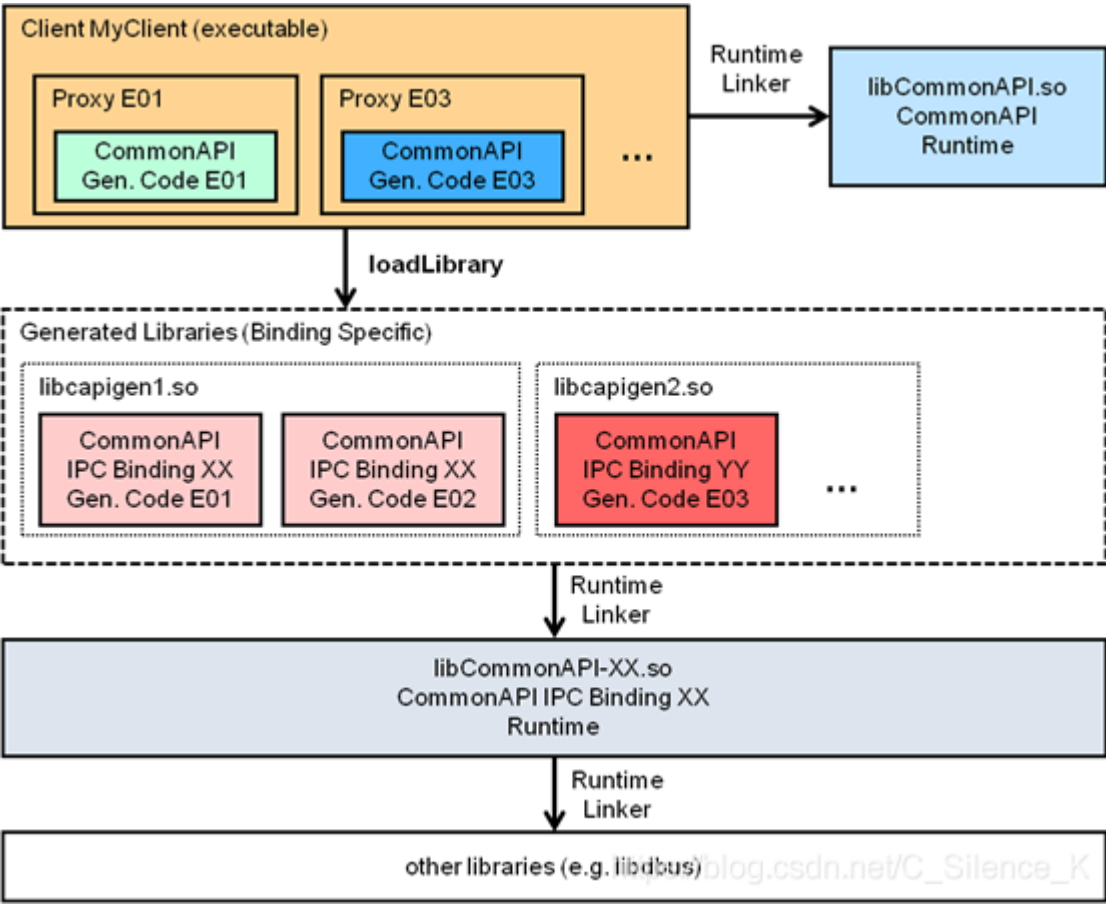 Client MyClient (executable)
Proxy E01
CommonAPI
Gen. Code E01
Proxy E03
CommonAPI
Gen. Code E03
...
Runtime
Linker
libCommonAPI.so
CommonAPI
Runtime
loadLibrary
Generated Libraries (Binding Specific)
libcapigen1.so
CommonAPI
IPC Binding XX
Gen. Code E01
CommonAPI
IPC Binding XX
Gen. Code E02
libcapigen2.so
CommonAPI
IPC Binding YY
Gen. Code E03
...
Runtime
Linker
libCommonAPI-XX.so
CommonAPI IPC Binding XX
Runtime
Runtime
Linker
other libraries (e.g. libdbus)
https://blog.csdn.net/C_Silence_K